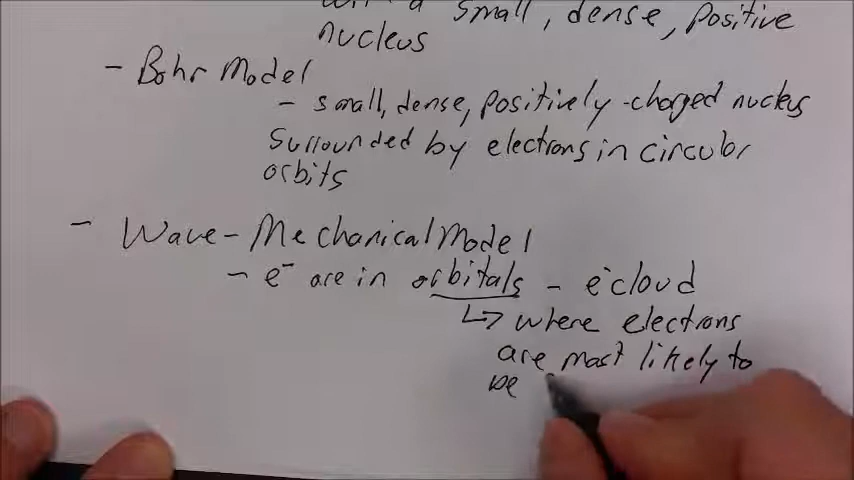 with a small, dense, positive
nucleus
- Bohr Model
- small, dense, positively-charged nucleus
surrounded by electrons in circular
orbits
- Wave-Mechanical Model
- e⁻ are in orbitals - e⁻cloud
↳ where electrons
are most likely to
be